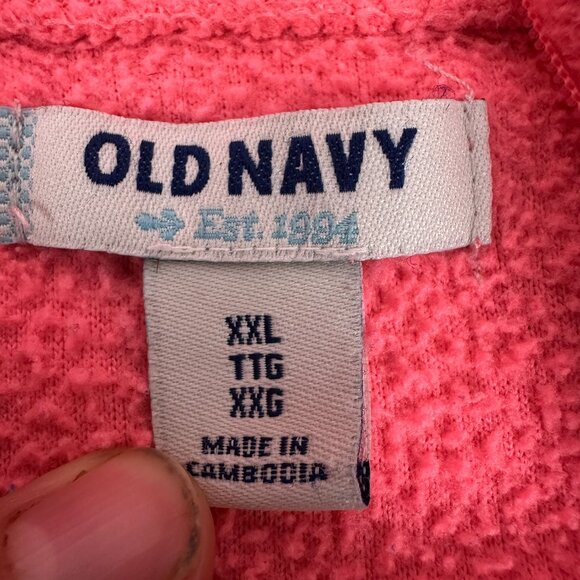 OLD NAVY
Est. 1994
XXL
TTG
XXG
MADE IN
CAMBODIA